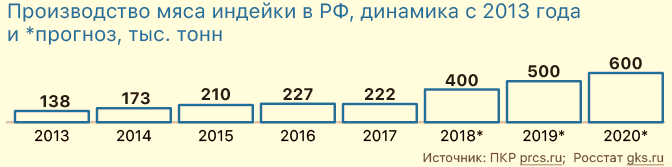 Производство мяса индейки в РФ, динамика с 2013 года
и *прогноз, тыс. тонн
138 173 210 227 222 400 500 600
2013 2014 2015 2016 2017 2018* 2019* 2020*
Источник: ПКР prcs.ru; Росстат gks.ru